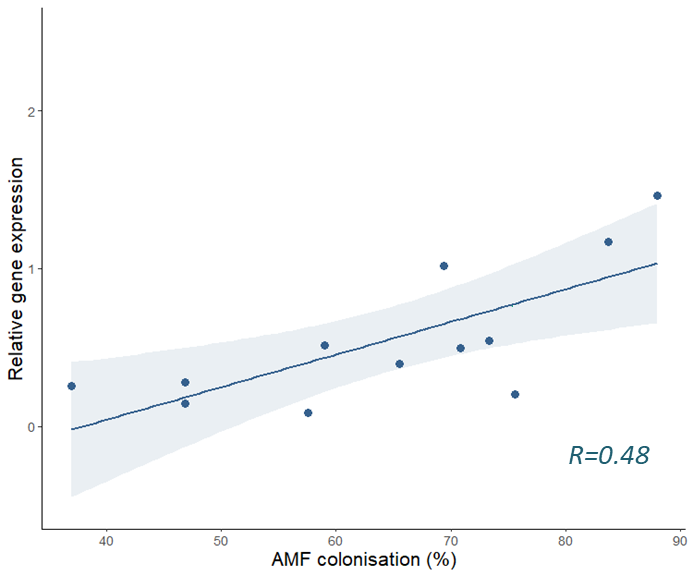 Relative gene expression
2
1
0
R=0.48
40 50 60 70 80 90
AMF colonisation (%)